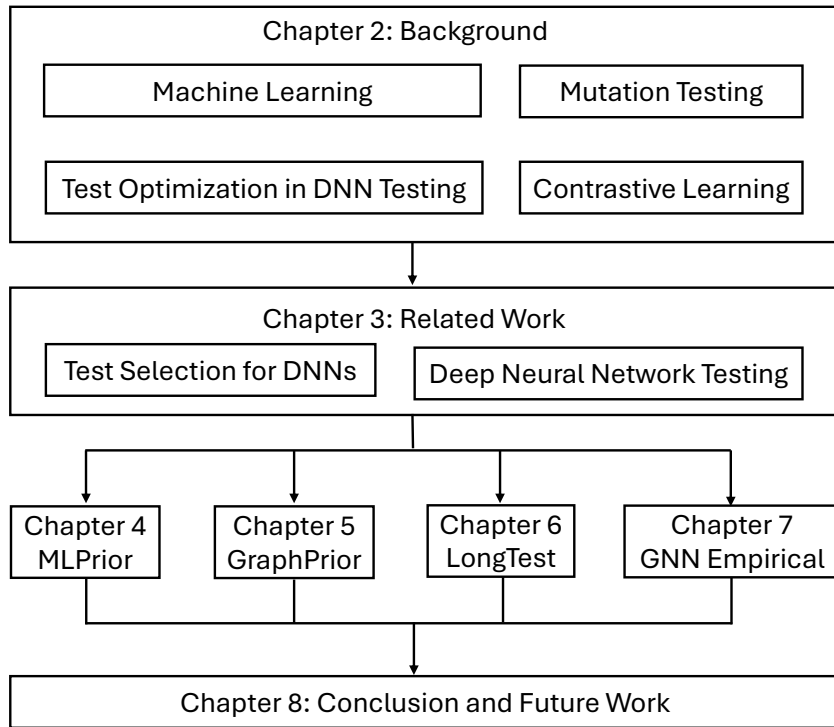 Chapter 2: Background
Machine Learning
Mutation Testing
Test Optimization in DNN Testing
Contrastive Learning
Chapter 3: Related Work
Test Selection for DNNs
Deep Neural Network Testing
Chapter 4
MLPrior
Chapter 5
GraphPrior
Chapter 6
LongTest
Chapter 7
GNN Empirical
Chapter 8: Conclusion and Future Work